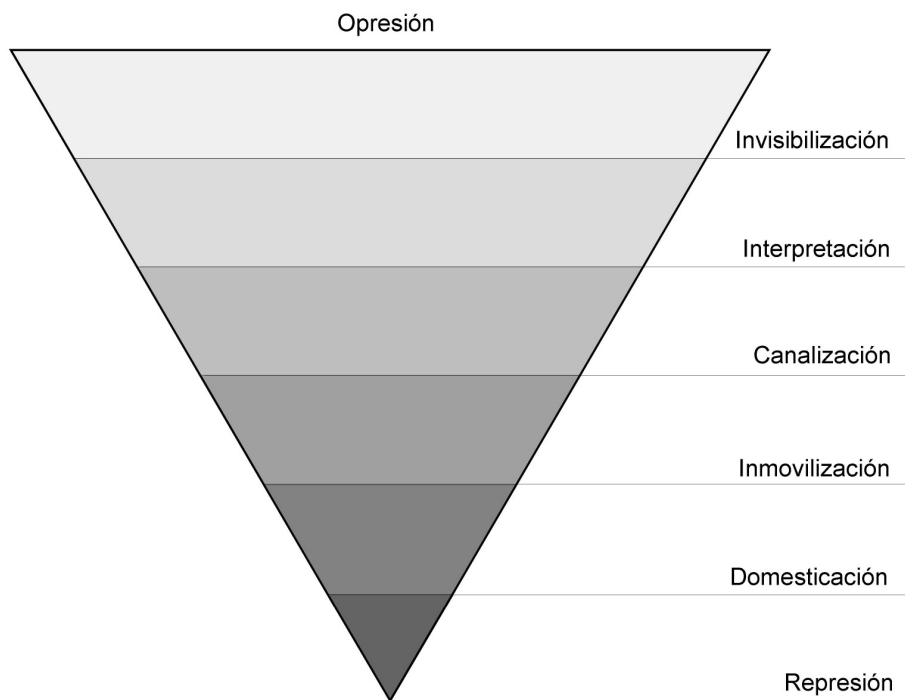 Opresión
Invisibilización
Interpretación
Canalización
Inmovilización
Domesticación
Represión